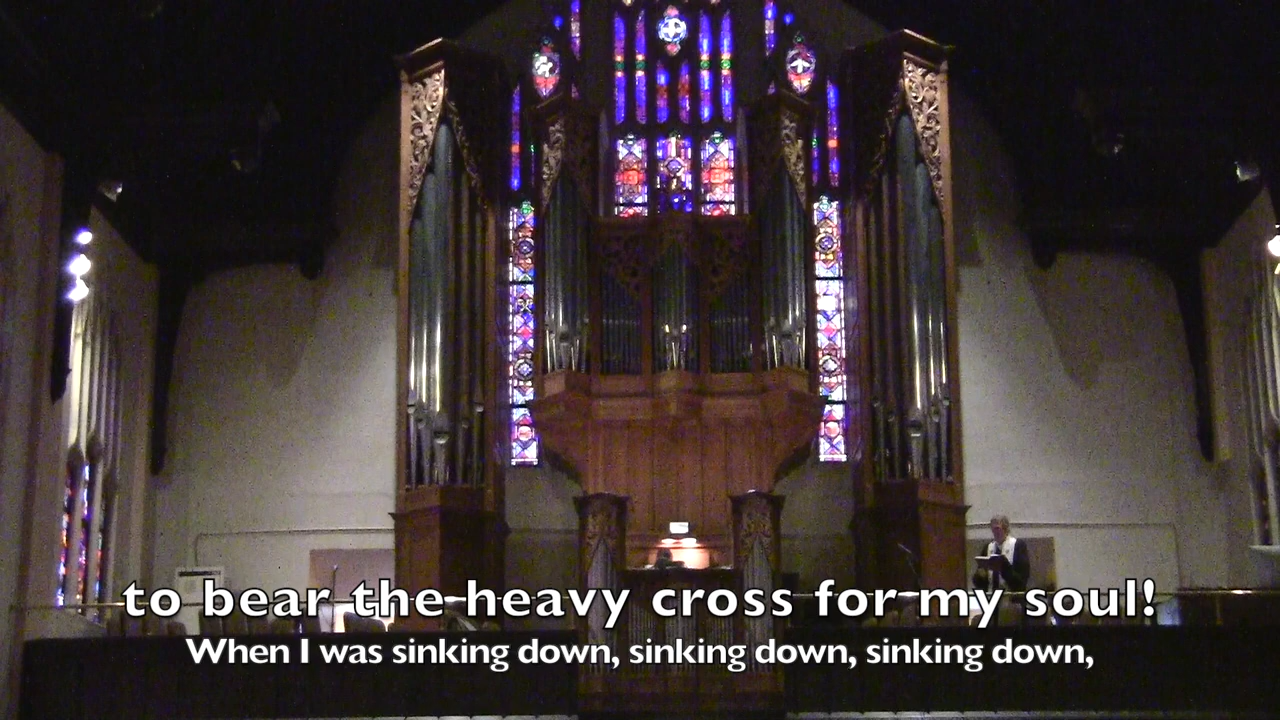 to bear the heavy cross for my soul!
When I was sinking down, sinking down, sinking down,